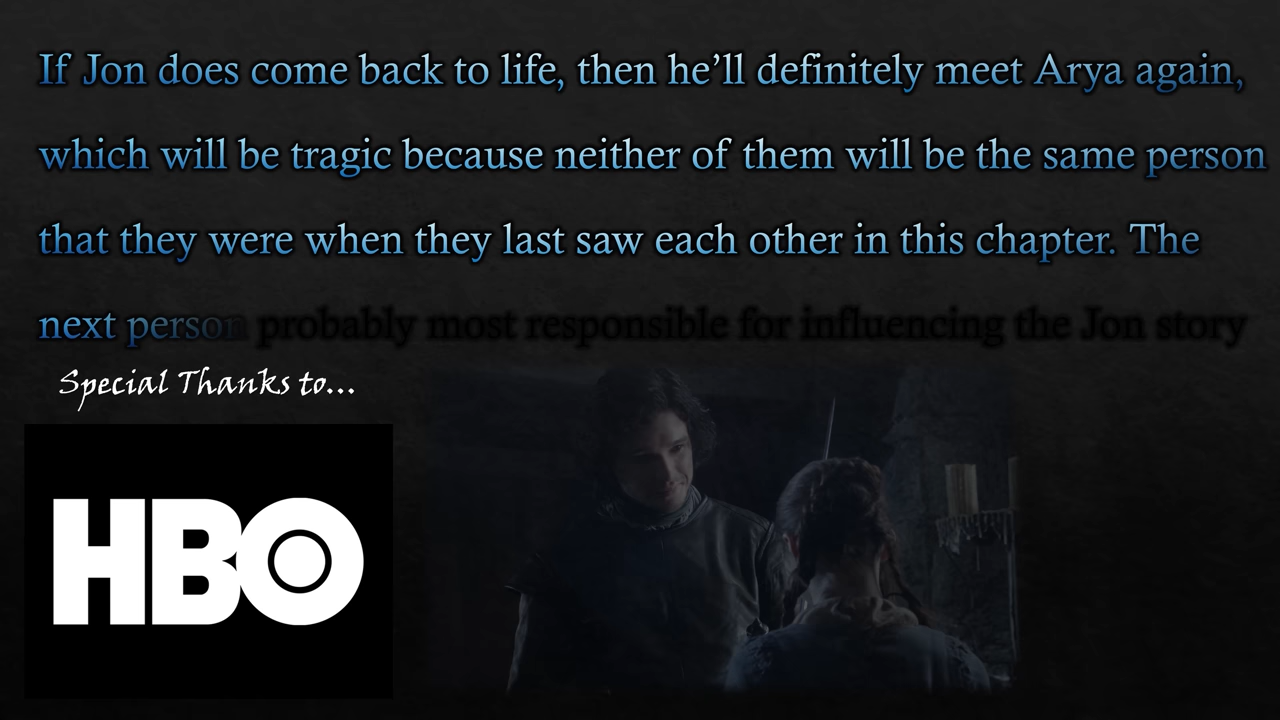 If Jon does come back to life, then he’ll definitely meet Arya again,
which will be tragic because neither of them will be the same person
that they were when they last saw each other in this chapter. The
next person probably most responsible for influencing the Jon story
Special Thanks to...
HBO